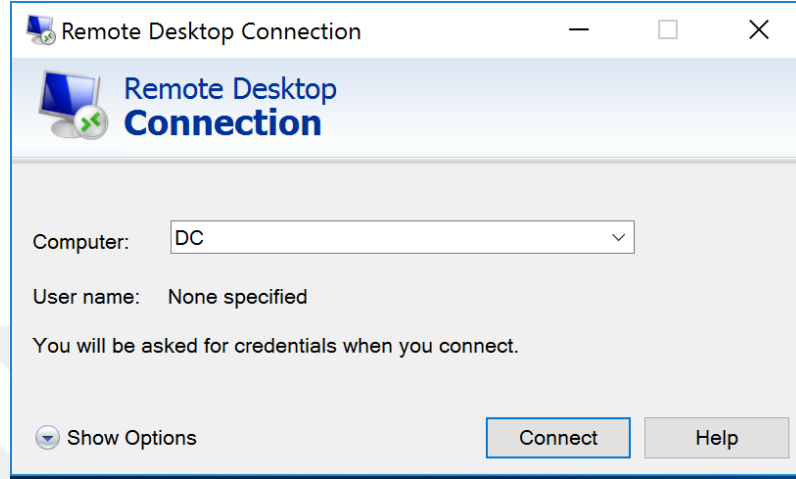 Remote Desktop Connection
Remote Desktop
Connection
Computer: DC
User name: None specified
You will be asked for credentials when you connect.
Show Options Connect Help